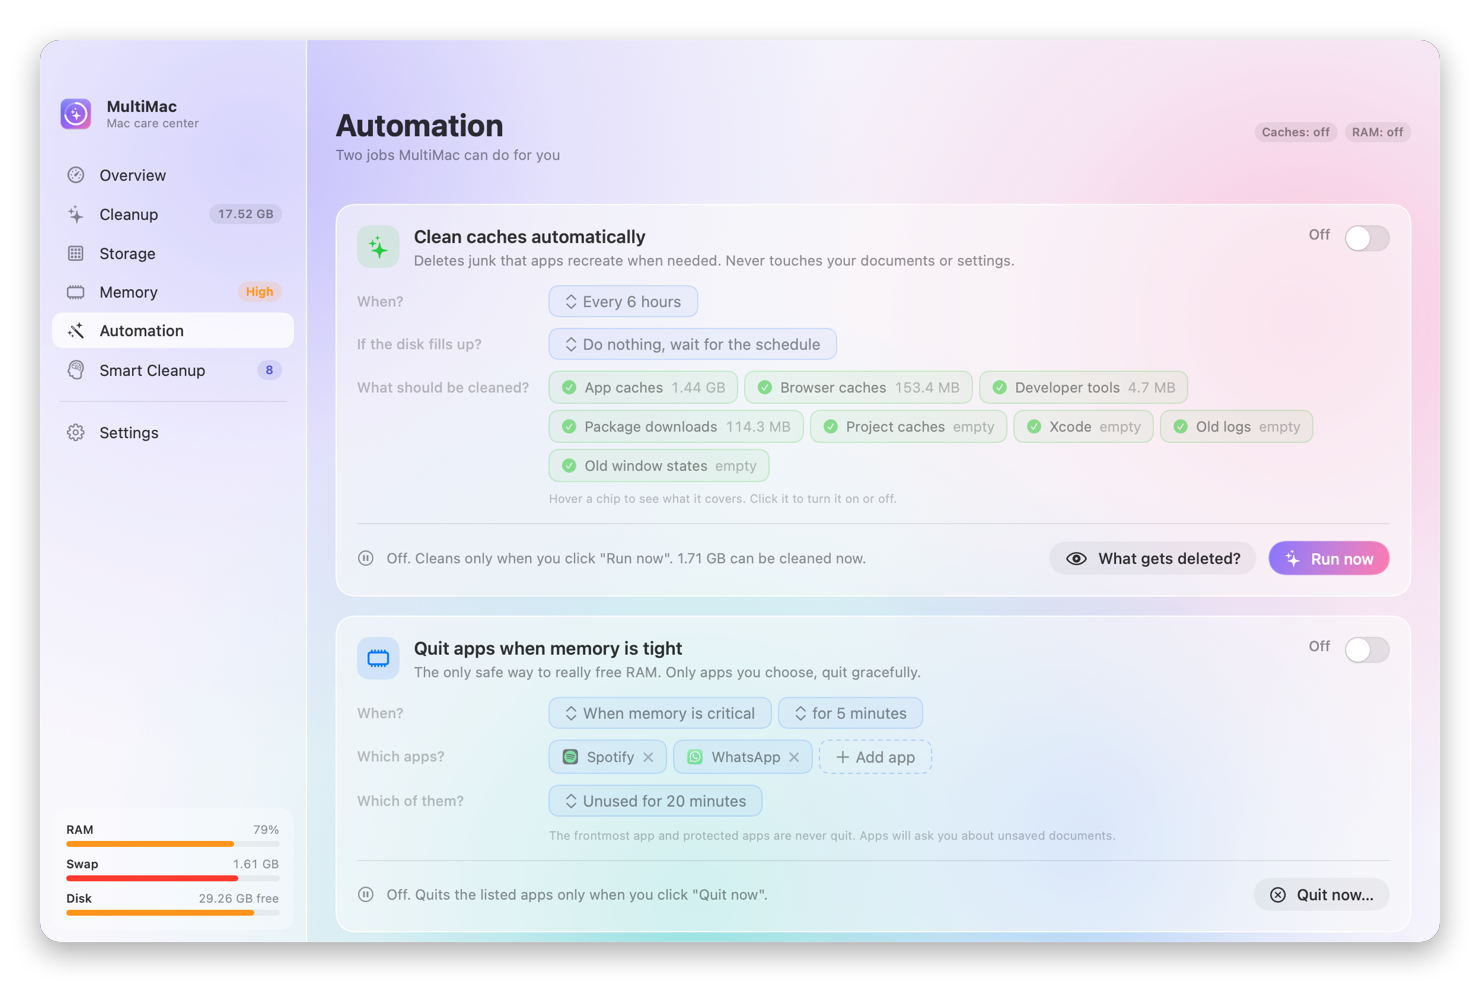 MultiMac
Mac care center
Overview
Cleanup 17.52 GB
Storage
Memory High
Automation
Smart Cleanup 8
Settings
RAM 79%
Swap 1.61 GB
Disk 29.26 GB free
Automation
Two jobs MultiMac can do for you
Caches: off RAM: off
Clean caches automatically
Deletes junk that apps recreate when needed. Never touches your documents or settings.
Off
When? Every 6 hours
If the disk fills up? Do nothing, wait for the schedule
What should be cleaned? App caches 1.44 GB Browser caches 153.4 MB Developer tools 4.7 MB
Package downloads 114.3 MB Project caches empty Xcode empty Old logs empty
Old window states empty
Hover a chip to see what it covers. Click it to turn it on or off.
Off. Cleans only when you click "Run now". 1.71 GB can be cleaned now. What gets deleted? Run now
Quit apps when memory is tight
The only safe way to really free RAM. Only apps you choose, quit gracefully.
Off
When? When memory is critical for 5 minutes
Which apps? Spotify WhatsApp Add app
Which of them? Unused for 20 minutes
The frontmost app and protected apps are never quit. Apps will ask you about unsaved documents.
Off. Quits the listed apps only when you click "Quit now". Quit now...